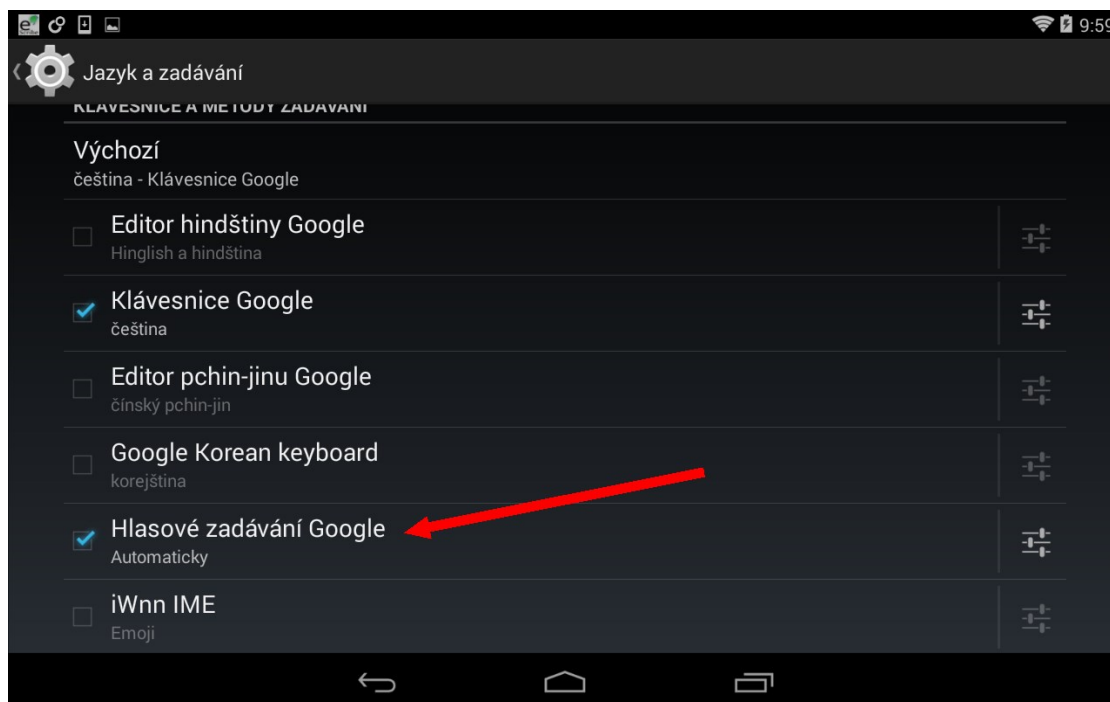 9:59
Jazyk a zadávání
KLÁVESNICE A METODY ZADÁVÁNÍ
Výchozí
čeština - Klávesnice Google
Editor hindštiny Google
Hinglish a hindština
Klávesnice Google
čeština
Editor pchin-jinu Google
čínský pchin-jin
Google Korean keyboard
korejština
Hlasové zadávání Google
Automaticky
iWnn IME
Emoji